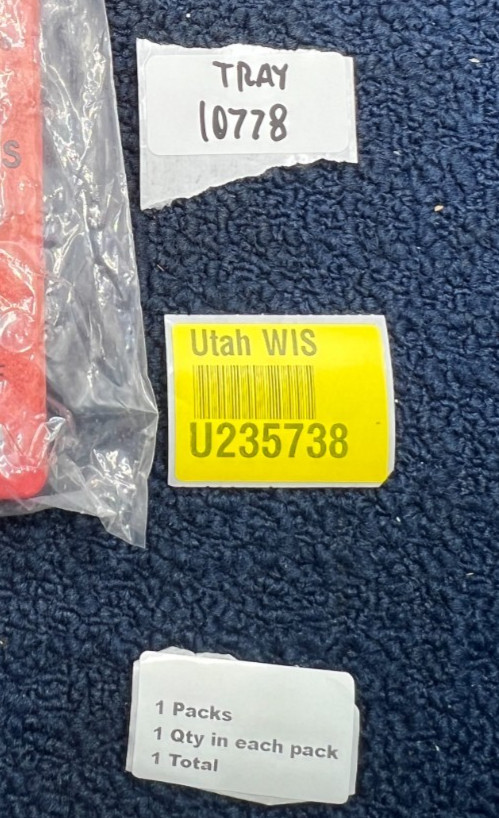 TRAY
10778
Utah WIS
U235738
1 Packs
1 Qty in each pack
1 Total
S